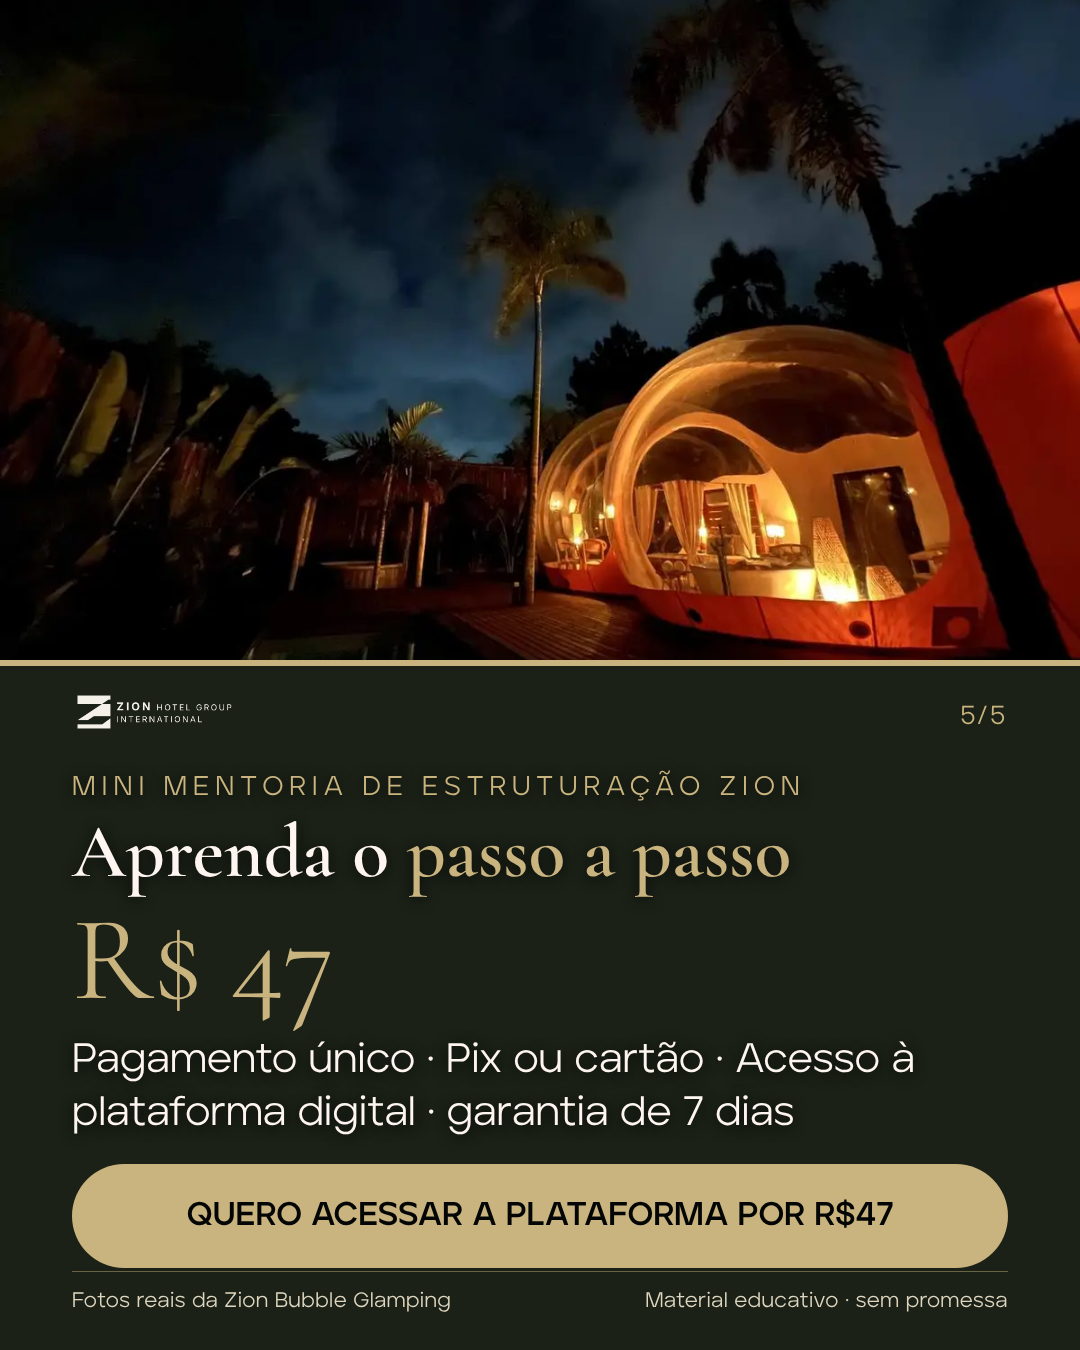 ZION HOTEL GROUP
INTERNATIONAL
5/5
MINI MENTORIA DE ESTRUTURAÇÃO ZION
Aprenda o passo a passo
R$ 47
Pagamento único · Pix ou cartão · Acesso à
plataforma digital · garantia de 7 dias
QUERO ACESSAR A PLATAFORMA POR R$47
Fotos reais da Zion Bubble Glamping
Material educativo · sem promessa